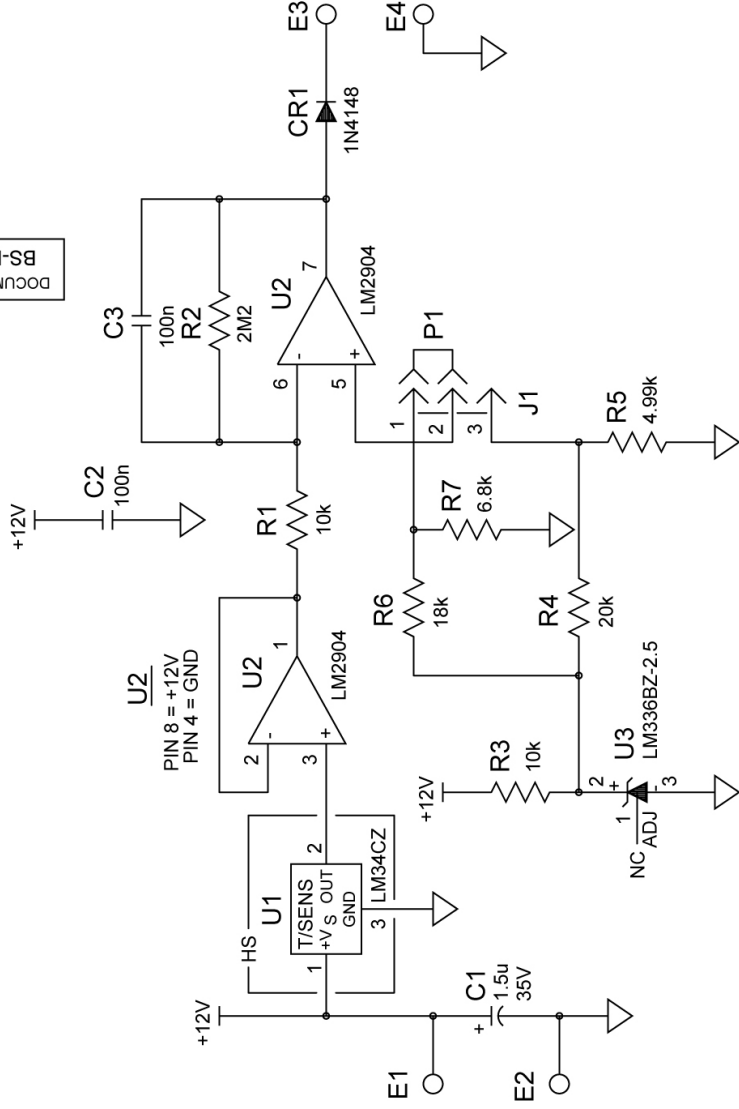 E3
E4
CR1
1N4148
C3
100n
R2
2M2
U2
7
6
-
5
+
LM2904
P1
J1
1
2
3
R5
4.99k
+12V
C2
100n
R1
10k
R7
6.8k
R6
18k
R4
20k
U2
PIN 8 = +12V
PIN 4 = GND
U2
1
2
-
3
+
LM2904
+12V
R3
10k
U3
LM336BZ-2.5
2
+
1
-
3
NC
ADJ
HS
U1
T/SENS
+VS OUT
GND
1
2
3
LM34CZ
+12V
C1
1.5u
35V
+
E1
E2